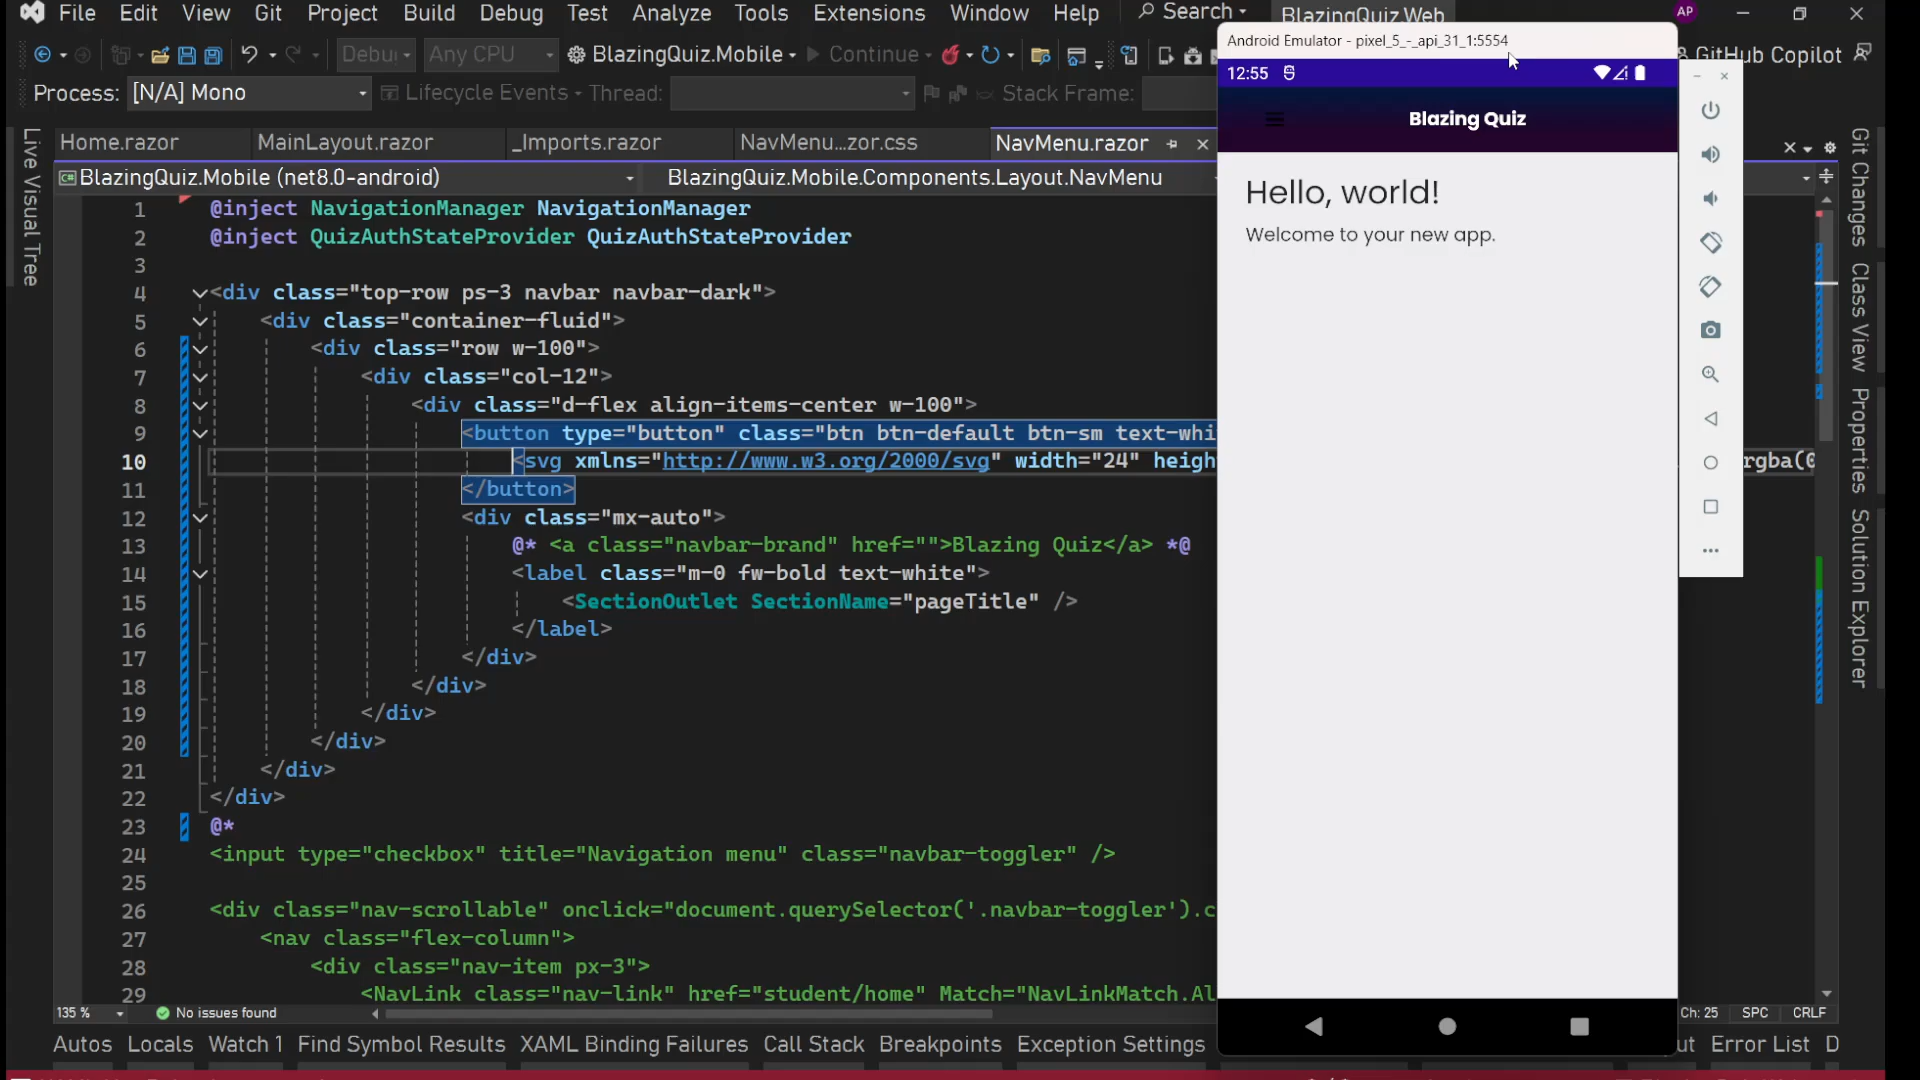 File Edit View Git Project Build Debug Test Analyze Tools Extensions Window Help Search BlazingQuiz.Web AP
Debug Any CPU BlazingQuiz.Mobile Continue GitHub Copilot
Process: [N/A] Mono Lifecycle Events Thread: Stack Frame:
Home.razor MainLayout.razor _Imports.razor NavMenu...zor.css NavMenu.razor
BlazingQuiz.Mobile (net8.0-android) BlazingQuiz.Mobile.Components.Layout.NavMenu
Live Visual Tree
1 @inject NavigationManager NavigationManager
2 @inject QuizAuthStateProvider QuizAuthStateProvider
3
4 <div class="top-row ps-3 navbar navbar-dark">
5 <div class="container-fluid">
6 <div class="row w-100">
7 <div class="col-12">
8 <div class="d-flex align-items-center w-100">
9 <button type="button" class="btn btn-default btn-sm text-whi
10 <svg xmlns="http://www.w3.org/2000/svg" width="24" heigh rgba(0
11 </button>
12 <div class="mx-auto">
13 @* <a class="navbar-brand" href="">Blazing Quiz</a> *@
14 <label class="m-0 fw-bold text-white">
15 <SectionOutlet SectionName="pageTitle" />
16 </label>
17 </div>
18 </div>
19 </div>
20 </div>
21 </div>
22 </div>
23 @*
24 <input type="checkbox" title="Navigation menu" class="navbar-toggler" />
25
26 <div class="nav-scrollable" onclick="document.querySelector('.navbar-toggler').c
27 <nav class="flex-column">
28 <div class="nav-item px-3">
29 <NavLink class="nav-link" href="student/home" Match="NavLinkMatch.Al
135 % No issues found Ch: 25 SPC CRLF
Autos Locals Watch 1 Find Symbol Results XAML Binding Failures Call Stack Breakpoints Exception Settings ut Error List D
Android Emulator - pixel_5_-_api_31_1:5554
12:55
Blazing Quiz
Hello, world!
Welcome to your new app.
Git Changes
Class View
Properties
Solution Explorer